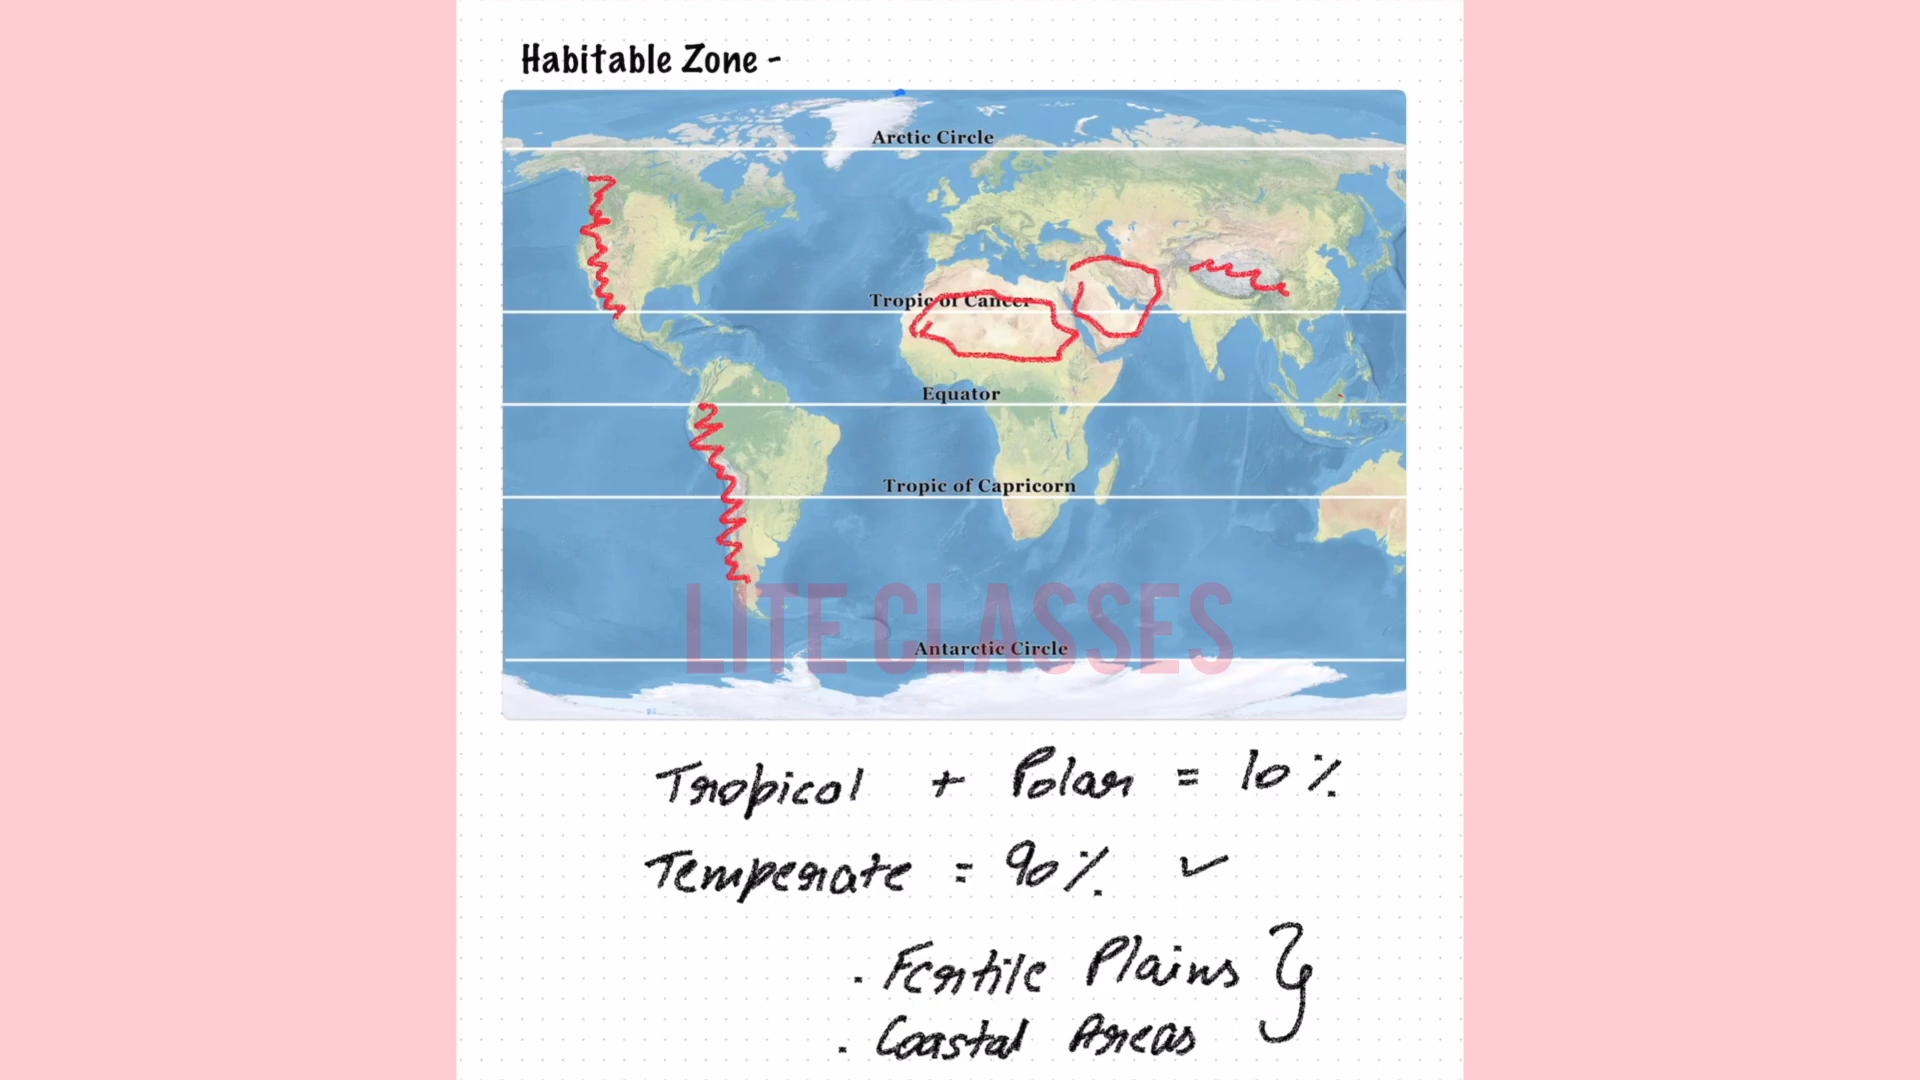 Habitable Zone -
Arctic Circle
Tropic of Cancer
Equator
Tropic of Capricorn
LITE CLASSES
Antarctic Circle
Tropical + Polar = 10 %
Temperate = 90 % ✓
. Fertile Plains }
. Coastal Areas